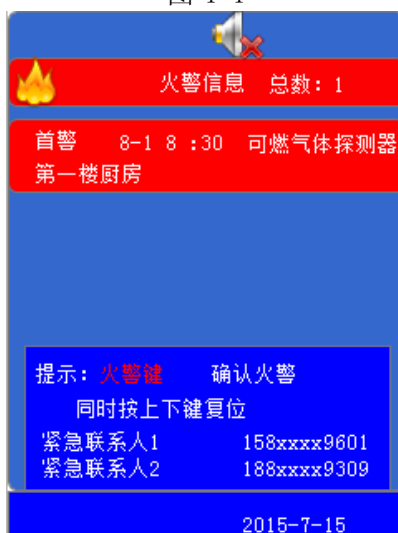 火警信息 总数: 1
首警 8-1 8 :30 可燃气体探测器
第一楼厨房
提示: 火警键 确认火警
同时按上下键复位
紧急联系人1 158xxxx9601
紧急联系人2 188xxxx9309
2015-7-15